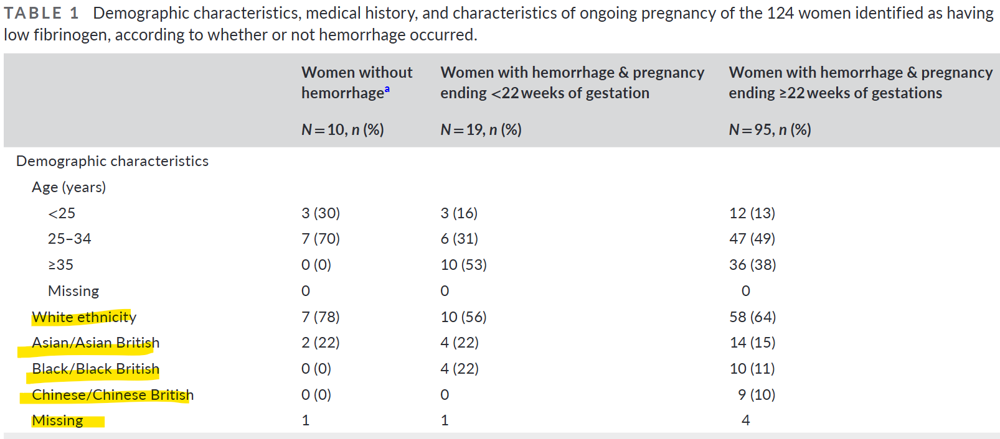 TABLE 1 Demographic characteristics, medical history, and characteristics of ongoing pregnancy of the 124 women identified as having
low fibrinogen, according to whether or not hemorrhage occurred.
Women without Women with hemorrhage & pregnancy Women with hemorrhage & pregnancy
hemorrhageᵃ ending <22 weeks of gestation ending ≥22 weeks of gestations
N=10, n (%) N=19, n (%) N=95, n (%)
Demographic characteristics
Age (years)
<25 3 (30) 3 (16) 12 (13)
25–34 7 (70) 6 (31) 47 (49)
≥35 0 (0) 10 (53) 36 (38)
Missing 0 0 0
White ethnicity 7 (78) 10 (56) 58 (64)
Asian/Asian British 2 (22) 4 (22) 14 (15)
Black/Black British 0 (0) 4 (22) 10 (11)
Chinese/Chinese British 0 (0) 0 9 (10)
Missing 1 1 4